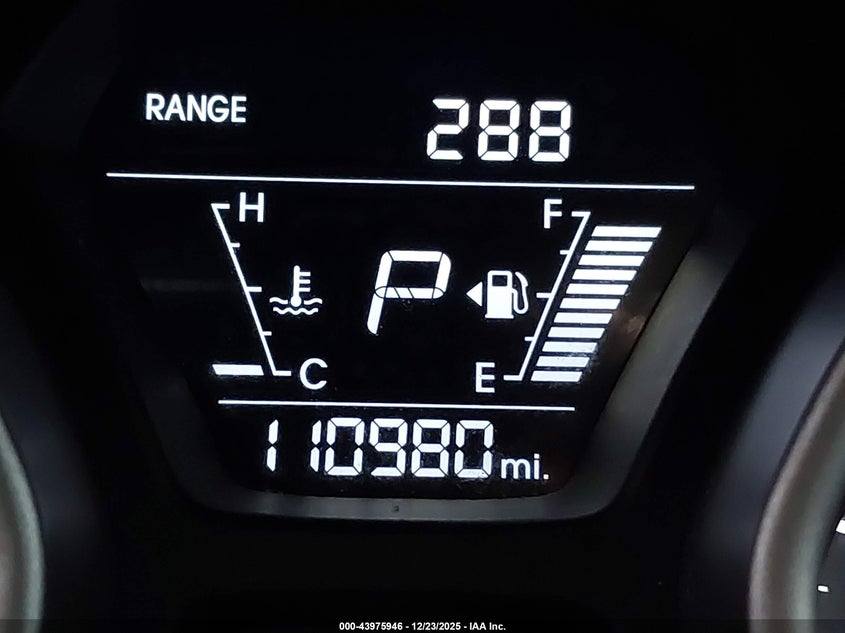 RANGE 288
H F
P
C E
110980 mi.
000-43975946 - 12/23/2025 - IAA Inc.